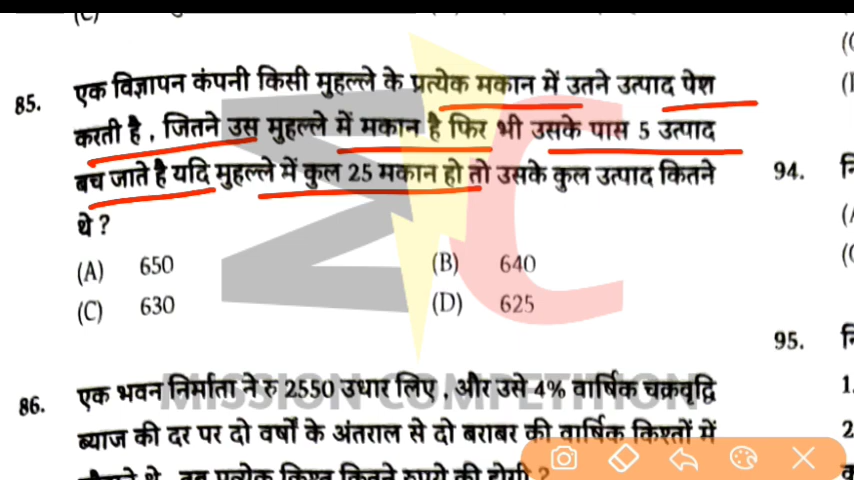 (C)
85. एक विज्ञापन कंपनी किसी मुहल्ले के प्रत्येक मकान में उतने उत्पाद पेश
करती है , जितने उस मुहल्ले में मकान है फिर भी उसके पास 5 उत्पाद
बच जाते है यदि मुहल्ले में कुल 25 मकान हो तो उसके कुल उत्पाद कितने
थे ?
(A) 650 (B) 640
(C) 630 (D) 625
MISSION COMPETITION
86. एक भवन निर्माता ने रु 2550 उधार लिए , और उसे 4% वार्षिक चक्रवृद्धि
ब्याज की दर पर दो वर्षों के अंतराल से दो बराबर की वार्षिक किश्तों में
94.
95.
1.
2